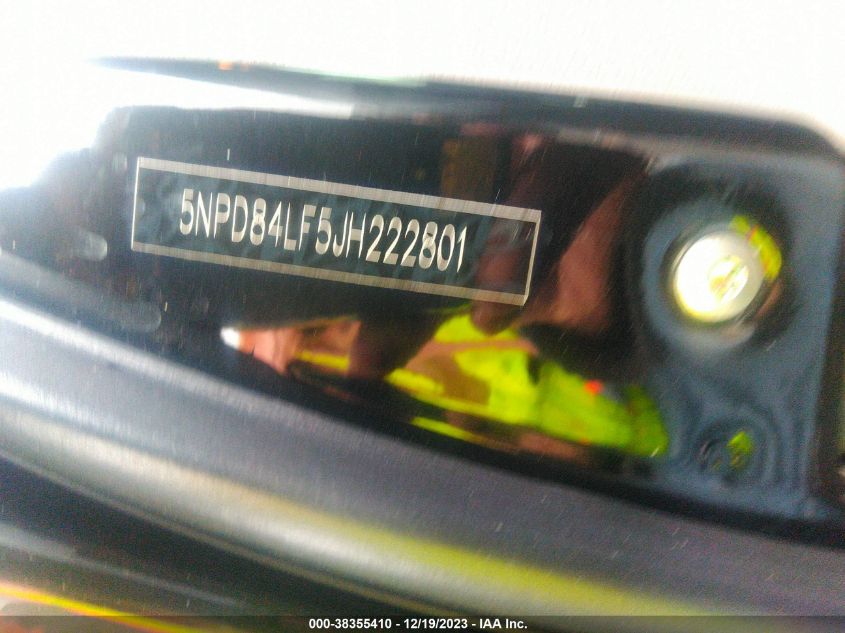 5NPD84LF5JH222801
000-38355410 - 12/19/2023 - IAA Inc.